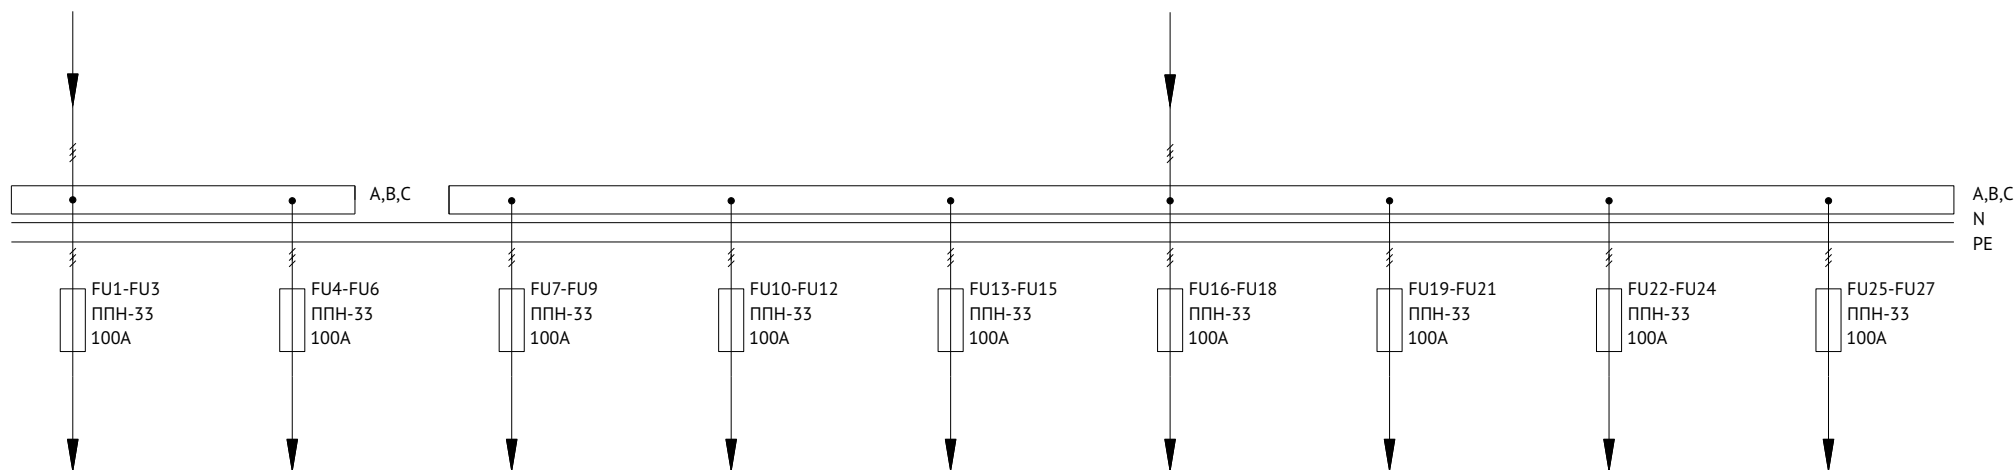 A,B,C
A,B,C
N
PE
FU1-FU3
ППН-33
100А
FU4-FU6
ППН-33
100А
FU7-FU9
ППН-33
100А
FU10-FU12
ППН-33
100А
FU13-FU15
ППН-33
100А
FU16-FU18
ППН-33
100А
FU19-FU21
ППН-33
100А
FU22-FU24
ППН-33
100А
FU25-FU27
ППН-33
100А